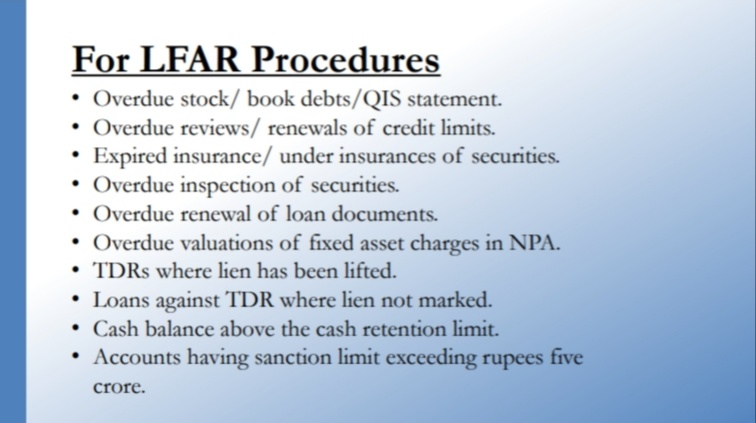 For LFAR Procedures
• Overdue stock/ book debts/QIS statement.
• Overdue reviews/ renewals of credit limits.
• Expired insurance/ under insurances of securities.
• Overdue inspection of securities.
• Overdue renewal of loan documents.
• Overdue valuations of fixed asset charges in NPA.
• TDRs where lien has been lifted.
• Loans against TDR where lien not marked.
• Cash balance above the cash retention limit.
• Accounts having sanction limit exceeding rupees five
crore.